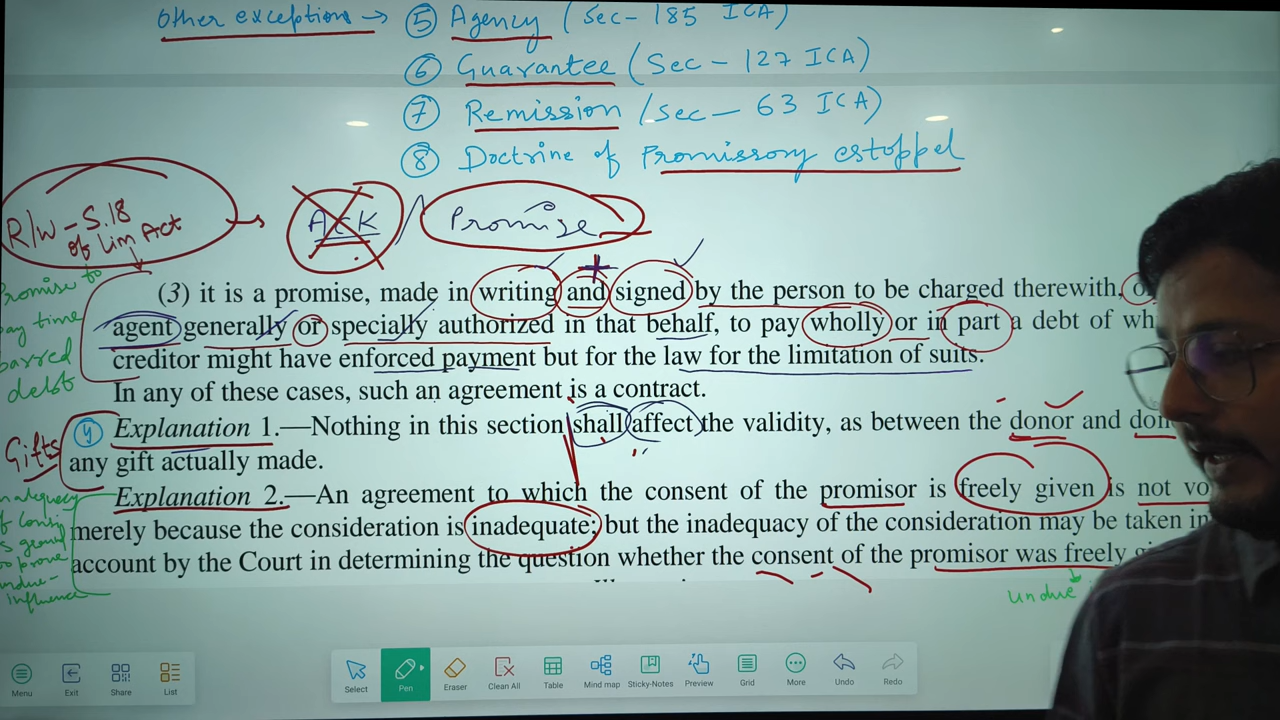 Other exceptions → ⑤ Agency (Sec - 185 ICA)
⑥ Guarantee (Sec - 127 ICA)
⑦ Remission (Sec - 63 ICA)
⑧ Doctrine of Promissory estoppel
R/W - S.18 of Lim Act → Ack / Promise
Promise to
pay time
barred
debt
(3) it is a promise, made in writing and signed by the person to be charged therewith,
agent generally or specially authorized in that behalf, to pay wholly or in part a debt of wh
creditor might have enforced payment but for the law for the limitation of suits.
In any of these cases, such an agreement is a contract.
Gifts
Explanation 1.—Nothing in this section shall affect the validity, as between the donor and don
any gift actually made.
Explanation 2.—An agreement to which the consent of the promisor is freely given is not vo
merely because the consideration is inadequate; but the inadequacy of the consideration may be taken in
account by the Court in determining the question whether the consent of the promisor was freely
undue
influence
Undue
Menu Exit Share List Select Pen Eraser Clean All Table Mind map Sticky-Notes Preview Grid More Undo Redo